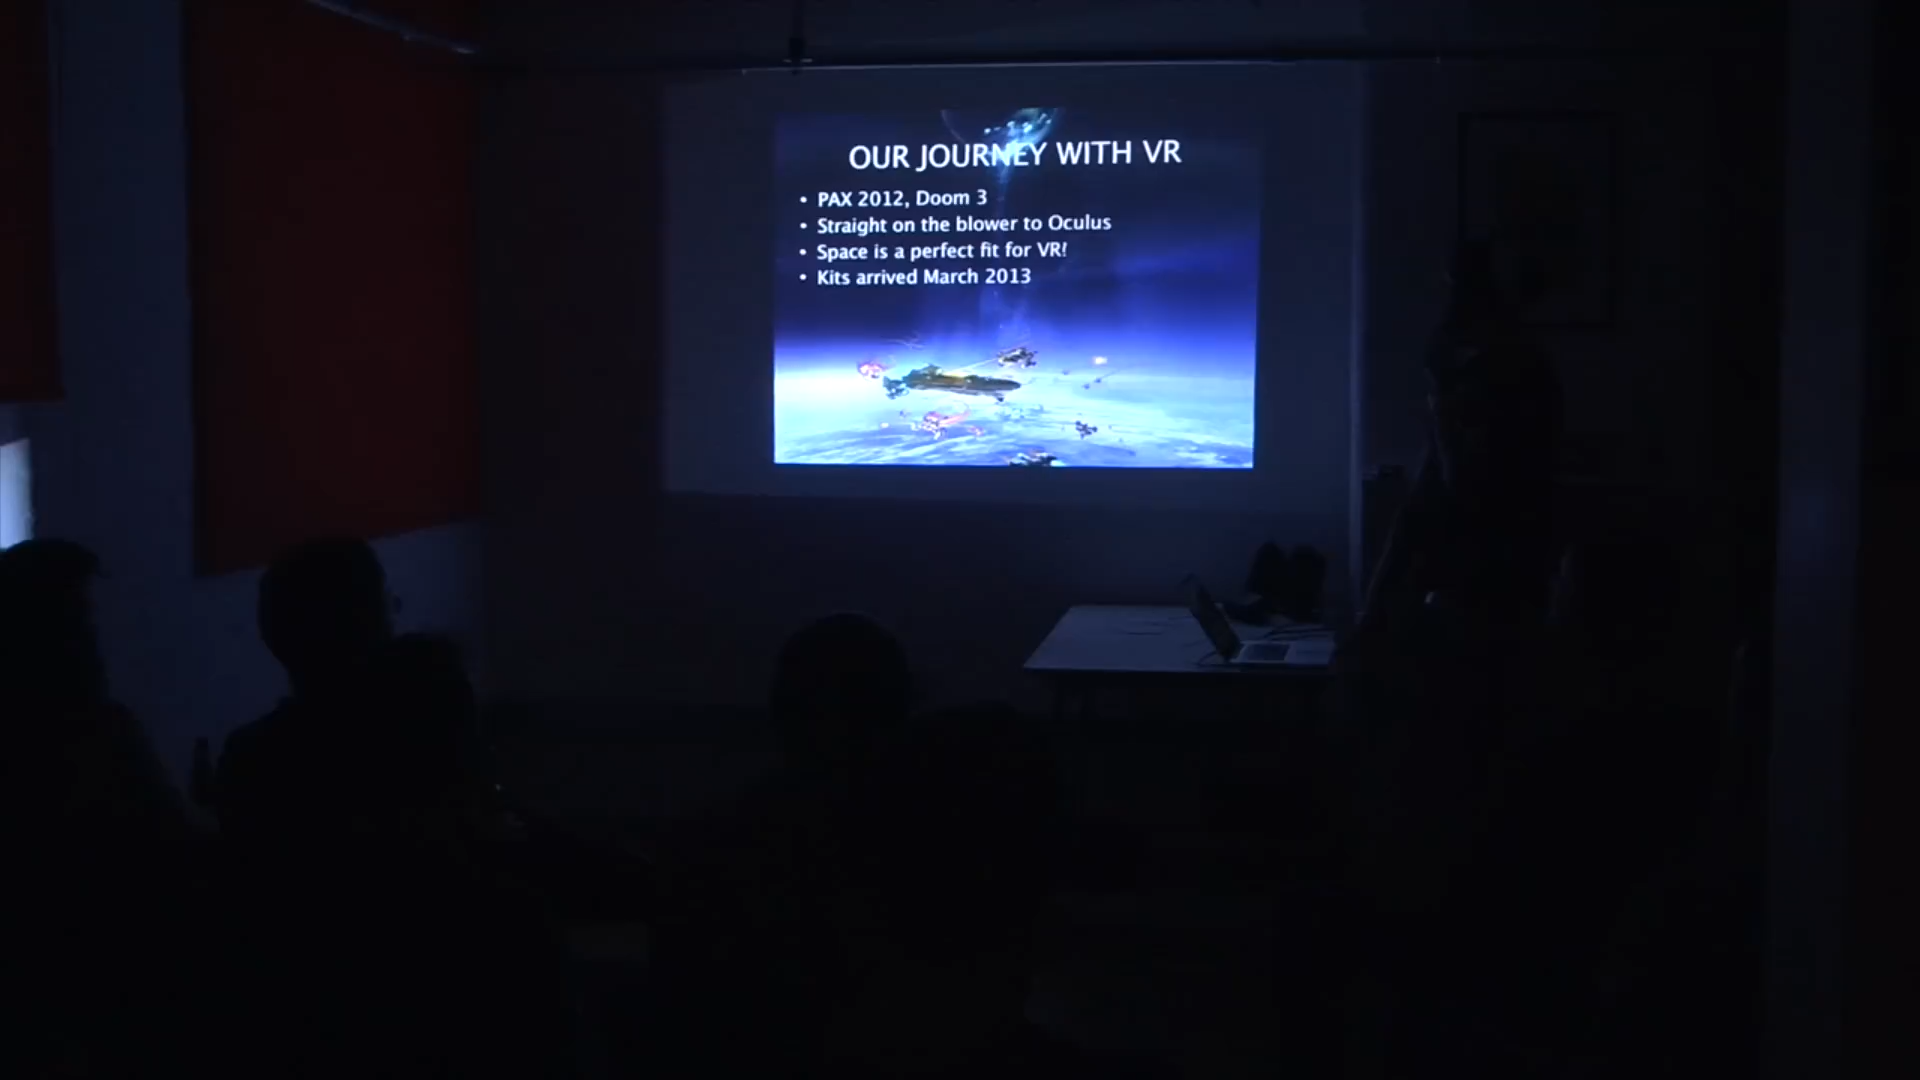 OUR JOURNEY WITH VR
• PAX 2012, Doom 3
• Straight on the blower to Oculus
• Space is a perfect fit for VR!
• Kits arrived March 2013